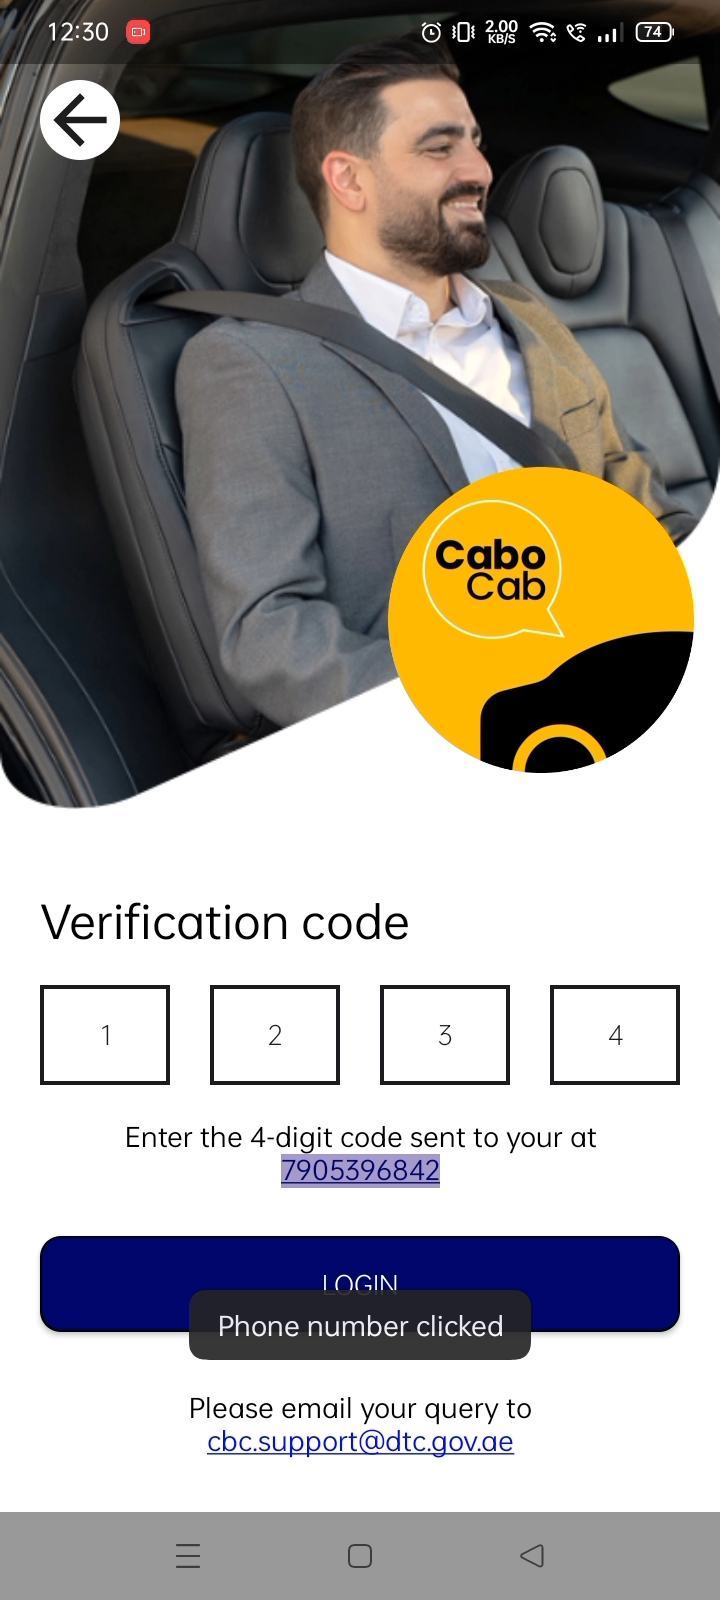 12:30
2.00
KB/S
74
Cabo
Cab
Verification code
1 2 3 4
Enter the 4-digit code sent to your at
7905396842
LOGIN
Phone number clicked
Please email your query to
cbc.support@dtc.gov.ae